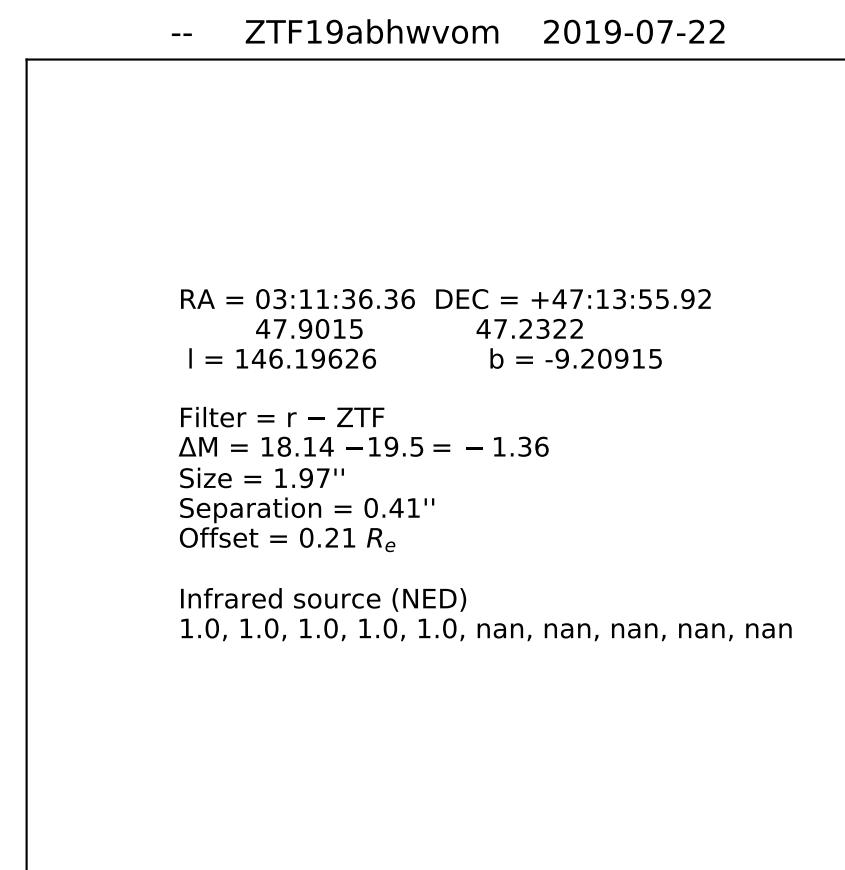 -- ZTF19abhwvom 2019-07-22
RA = 03:11:36.36 DEC = +47:13:55.92
47.9015 47.2322
l = 146.19626 b = -9.20915
Filter = r − ZTF
ΔM = 18.14 −19.5 = − 1.36
Size = 1.97''
Separation = 0.41''
Offset = 0.21 Rₑ
Infrared source (NED)
1.0, 1.0, 1.0, 1.0, 1.0, nan, nan, nan, nan, nan